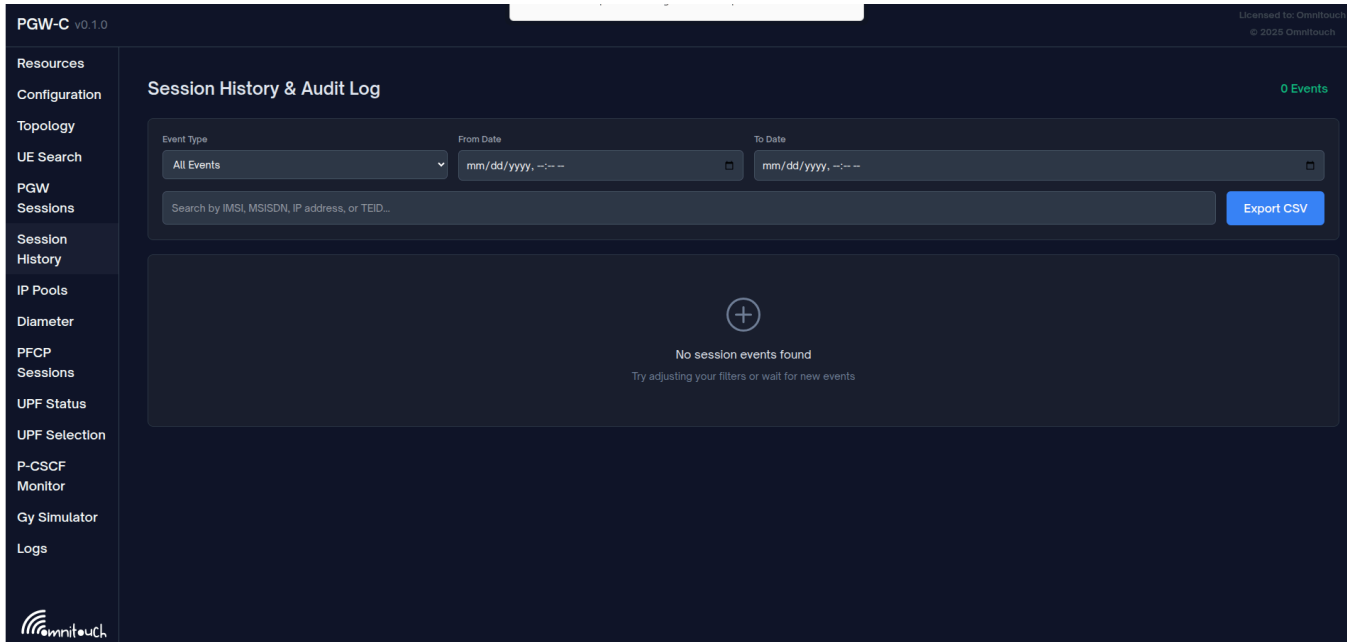 PGW-C v0.1.0
Licensed to: Omnitouch
© 2025 Omnitouch
Resources
Configuration
Topology
UE Search
PGW
Sessions
Session
History
IP Pools
Diameter
PFCP
Sessions
UPF Status
UPF Selection
P-CSCF
Monitor
Gy Simulator
Logs
omnitouch
Session History & Audit Log
0 Events
Event Type
From Date
To Date
All Events
mm/dd/yyyy, --:-- --
mm/dd/yyyy, --:-- --
Search by IMSI, MSISDN, IP address, or TEID...
Export CSV
No session events found
Try adjusting your filters or wait for new events